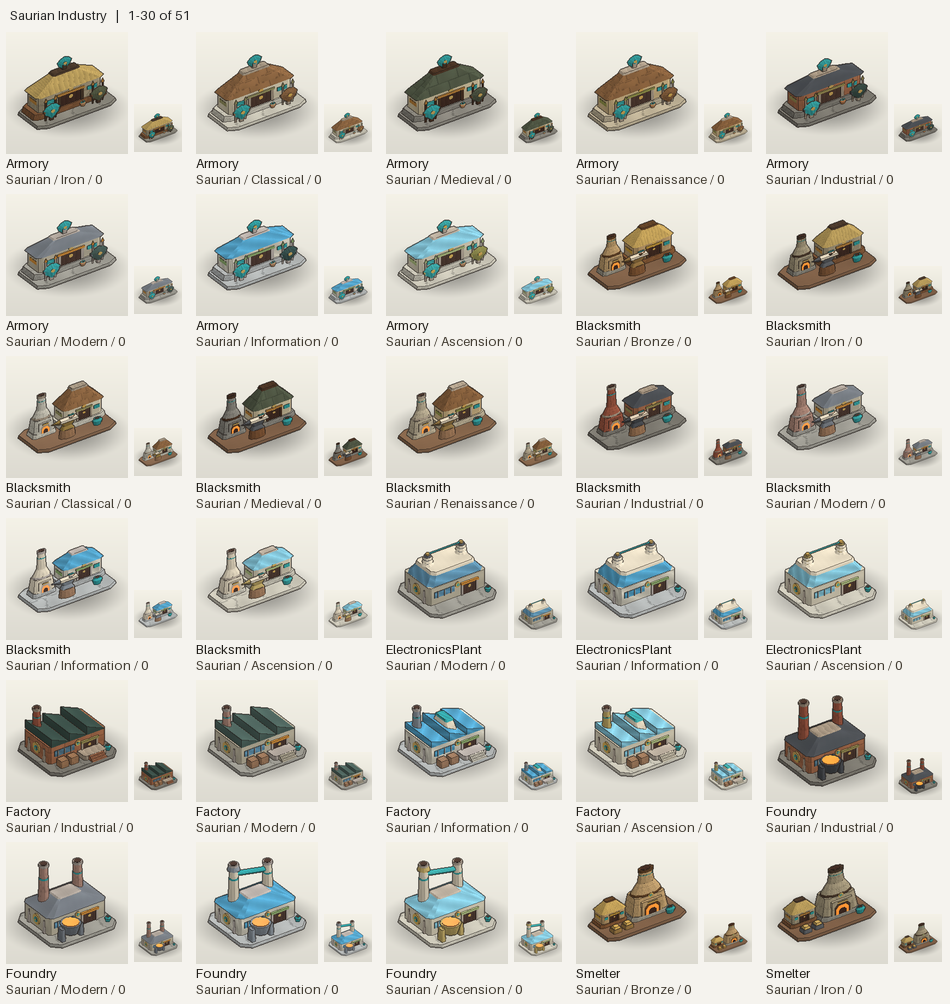 Saurian Industry | 1-30 of 51
Armory
Saurian / Iron / 0
Armory
Saurian / Classical / 0
Armory
Saurian / Medieval / 0
Armory
Saurian / Renaissance / 0
Armory
Saurian / Industrial / 0
Armory
Saurian / Modern / 0
Armory
Saurian / Information / 0
Armory
Saurian / Ascension / 0
Blacksmith
Saurian / Bronze / 0
Blacksmith
Saurian / Iron / 0
Blacksmith
Saurian / Classical / 0
Blacksmith
Saurian / Medieval / 0
Blacksmith
Saurian / Renaissance / 0
Blacksmith
Saurian / Industrial / 0
Blacksmith
Saurian / Modern / 0
Blacksmith
Saurian / Information / 0
Blacksmith
Saurian / Ascension / 0
ElectronicsPlant
Saurian / Modern / 0
ElectronicsPlant
Saurian / Information / 0
ElectronicsPlant
Saurian / Ascension / 0
Factory
Saurian / Industrial / 0
Factory
Saurian / Modern / 0
Factory
Saurian / Information / 0
Factory
Saurian / Ascension / 0
Foundry
Saurian / Industrial / 0
Foundry
Saurian / Modern / 0
Foundry
Saurian / Information / 0
Foundry
Saurian / Ascension / 0
Smelter
Saurian / Bronze / 0
Smelter
Saurian / Iron / 0